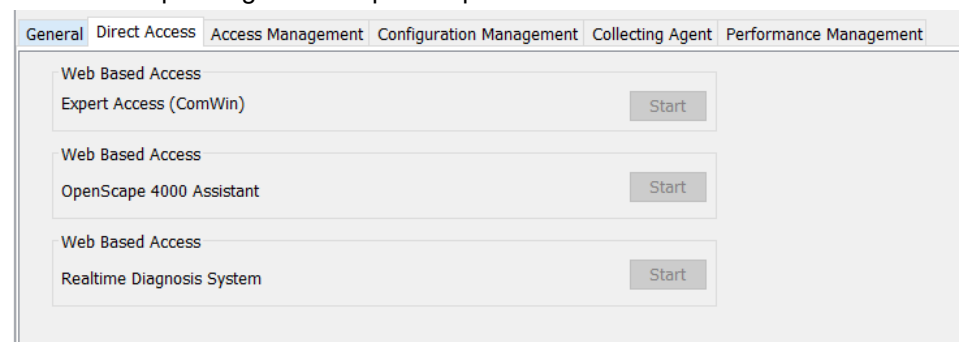 General Direct Access Access Management Configuration Management Collecting Agent Performance Management
Web Based Access
Expert Access (ComWin) Start
Web Based Access
OpenScape 4000 Assistant Start
Web Based Access
Realtime Diagnosis System Start